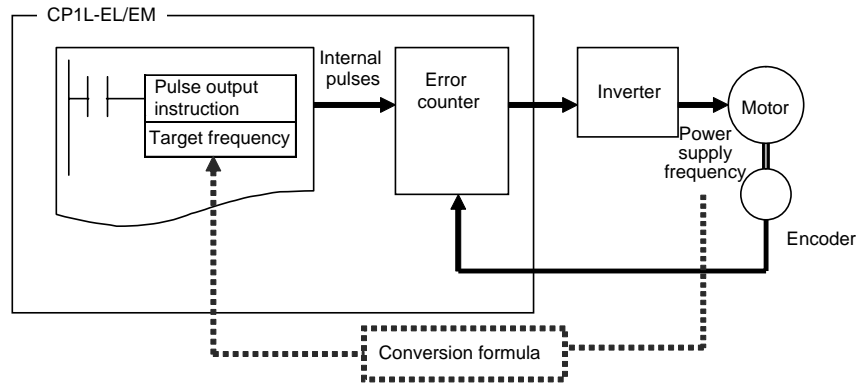 CP1L-EL/EM
Internal
pulses
Pulse output
instruction
Target frequency
Error
counter
Inverter
Motor
Power
supply
frequency
Encoder
Conversion formula